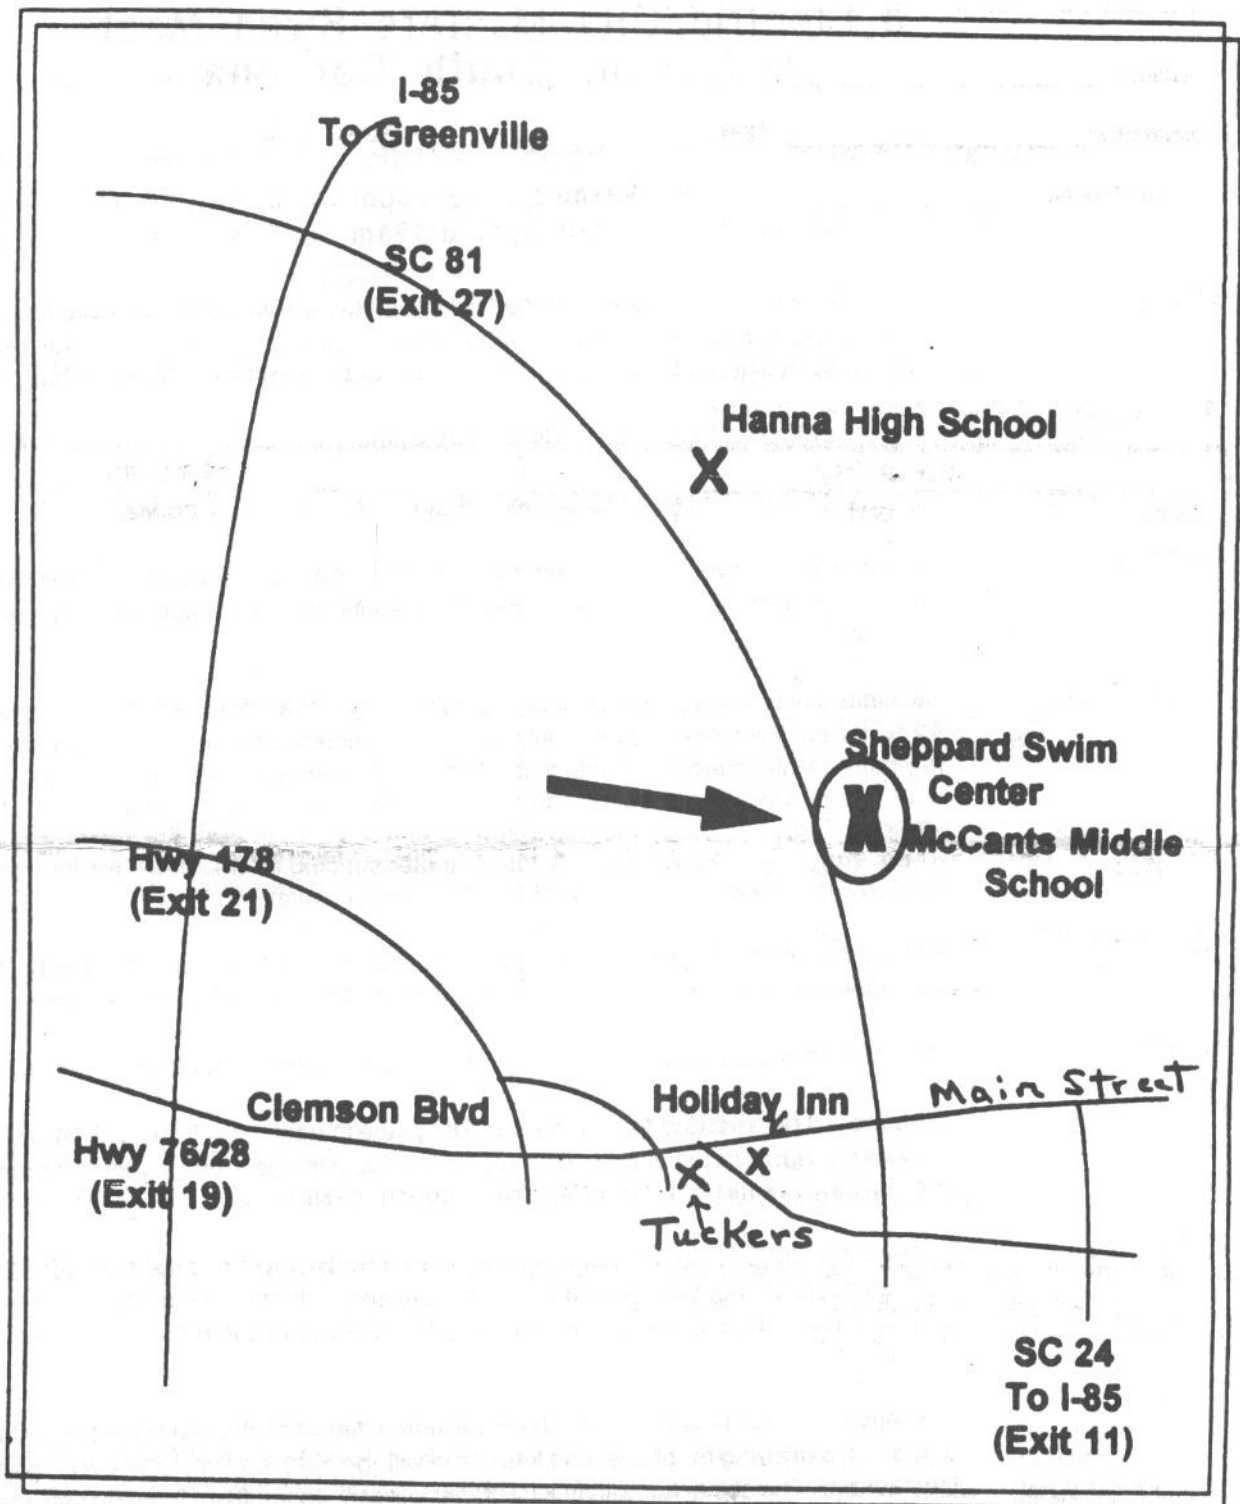 I-85
To Greenville
SC 81
(Exit 27)
Hanna High School
X
Sheppard Swim
Center
X
McCants Middle
School
Hwy 178
(Exit 21)
Clemson Blvd
Holiday Inn
Main Street
Hwy 76/28
(Exit 19)
X
X
Tuckers
SC 24
To I-85
(Exit 11)